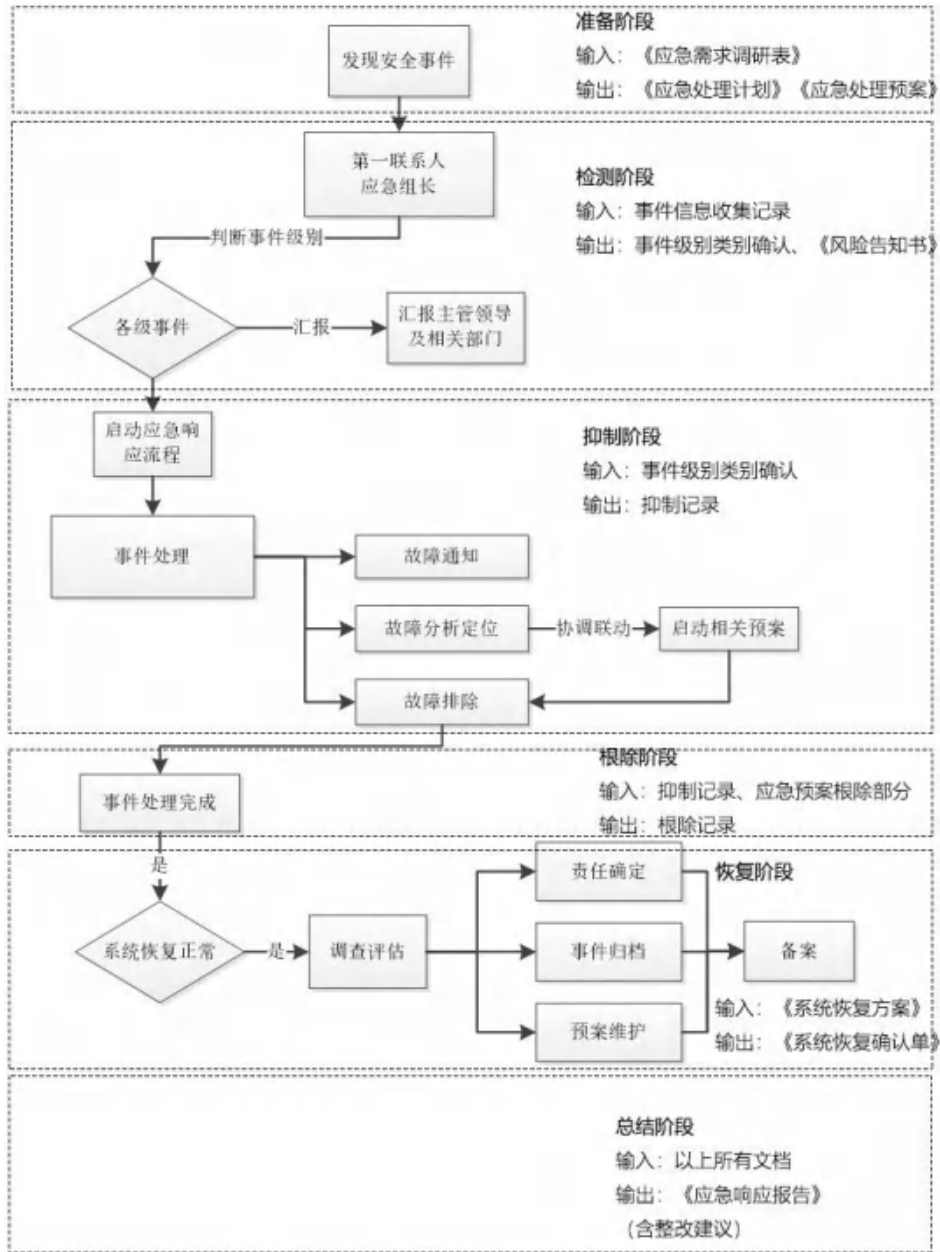 准备阶段
发现安全事件
输入：《应急需求调研表》
输出：《应急处理计划》《应急处理预案》
第一联系人
应急组长
检测阶段
输入：事件信息收集记录
输出：事件级别类别确认、《风险告知书》
判断事件级别
各级事件
汇报
汇报主管领导
及相关部门
启动应急响
应流程
抑制阶段
输入：事件级别类别确认
输出：抑制记录
事件处理
故障通知
故障分析定位
协调联动
启动相关预案
故障排除
根除阶段
事件处理完成
输入：抑制记录、应急预案根除部分
输出：根除记录
是
责任确定
恢复阶段
系统恢复正常
是
调查评估
事件归档
备案
预案维护
输入：《系统恢复方案》
输出：《系统恢复确认单》
总结阶段
输入：以上所有文档
输出：《应急响应报告》
（含整改建议）